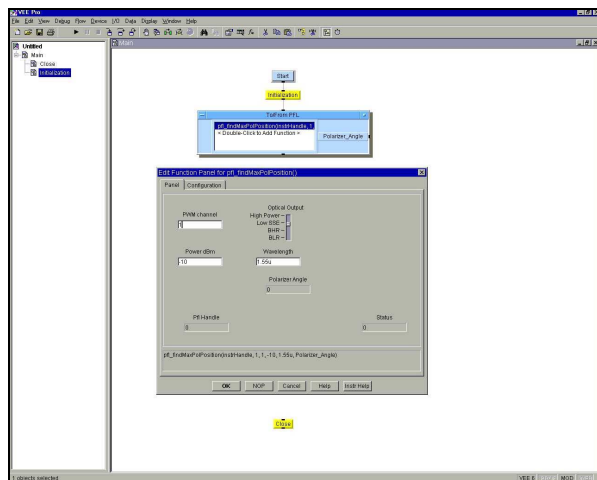 VEE Pro
File Edit View Debug Flow Device I/O Data Display Window Help
Untitled
Main
Close
Initialization
Main
Start
Initialization
To/From PFL
pfl_findMaxPolPosition(instrHandle, 1,
< Double-Click to Add Function >
Polarizer_Angle
Edit Function Panel for pfl_findMaxPolPosition()
Panel Configuration
Optical Output
PWM channel
High Power
Low SSE
BHR
BLR
1
Power dBm
Wavelength
-10
1.55u
Polarizer Angle
0
Pfl Handle
Status
0
0
pfl_findMaxPolPosition(instrHandle, 1, 1, -10, 1.55u, Polarizer_Angle)
OK NOP Cancel Help Instr Help
Close
1 objects selected
VEE 6 MOD